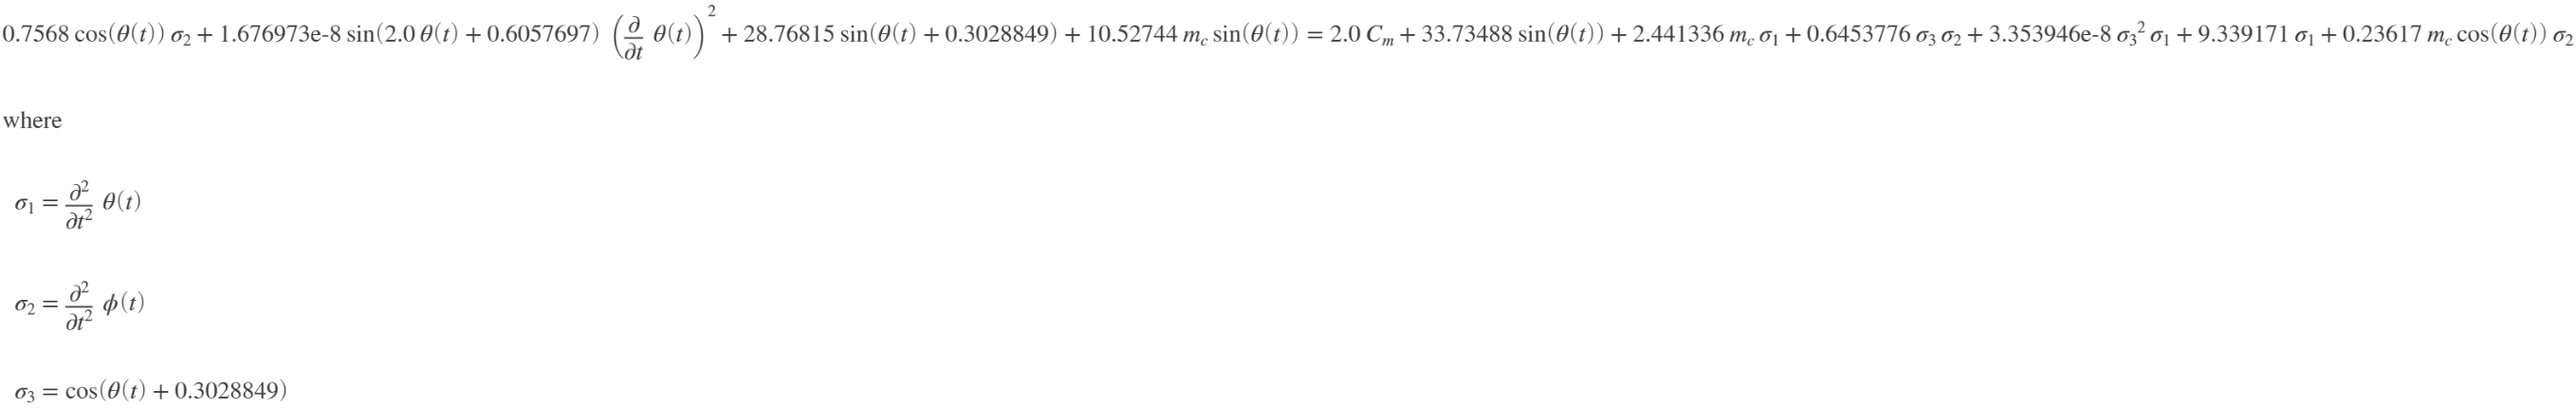 0.7568 cos(θ(t)) σ₂ + 1.676973e-8 sin(2.0 θ(t) + 0.6057697) (∂/∂t θ(t))² + 28.76815 sin(θ(t) + 0.3028849) + 10.52744 m_c sin(θ(t)) = 2.0 C_m + 33.73488 sin(θ(t)) + 2.441336 m_c σ₁ + 0.6453776 σ₃ σ₂ + 3.353946e-8 σ₃² σ₁ + 9.339171 σ₁ + 0.23617 m_c cos(θ(t)) σ₂
where
σ₁ = ∂²/∂t² θ(t)
σ₂ = ∂²/∂t² ϕ(t)
σ₃ = cos(θ(t) + 0.3028849)